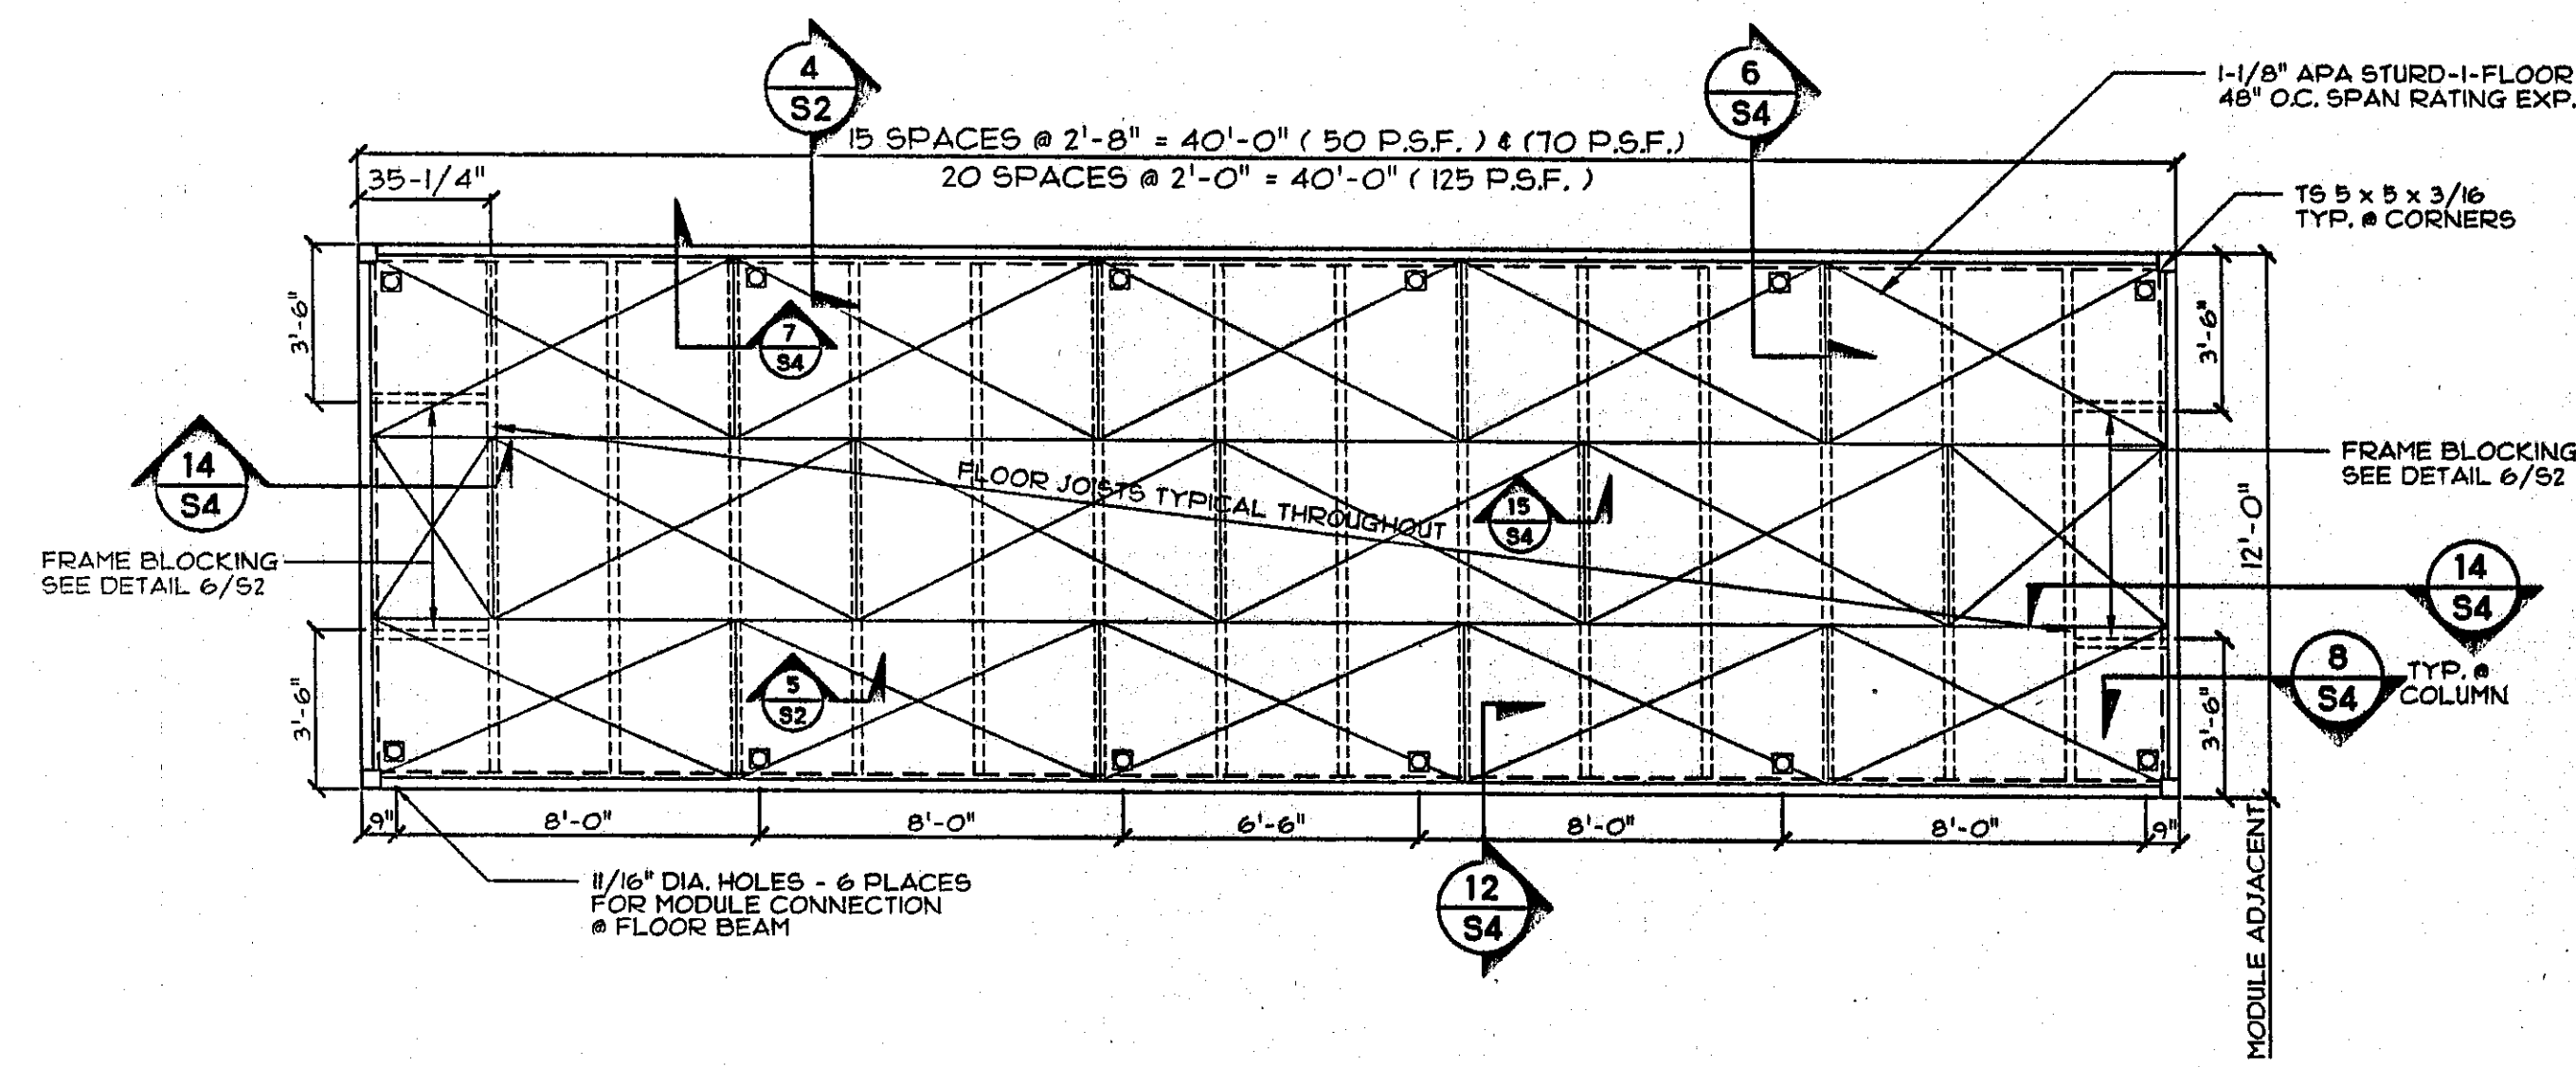 4
S2
6
S4
1-1/8" APA STURD-I-FLOOR
48" O.C. SPAN RATING EXP.
15 SPACES @ 2'-8" = 40'-0" ( 50 P.S.F. ) & (70 P.S.F.)
20 SPACES @ 2'-0" = 40'-0" ( 125 P.S.F. )
35-1/4"
TS 5 x 5 x 3/16
TYP. @ CORNERS
3'-6"
7
S4
3'-6"
14
S4
FLOOR JOISTS TYPICAL THROUGHOUT
15
S4
FRAME BLOCKING
SEE DETAIL 6/S2
FRAME BLOCKING
SEE DETAIL 6/S2
12'-0"
14
S4
8
S4
TYP. @
COLUMN
3'-6"
5
S2
3'-6"
9"
8'-0"
8'-0"
6'-6"
8'-0"
8'-0"
9"
11/16" DIA. HOLES - 6 PLACES
FOR MODULE CONNECTION
@ FLOOR BEAM
12
S4
MODULE ADJACENT